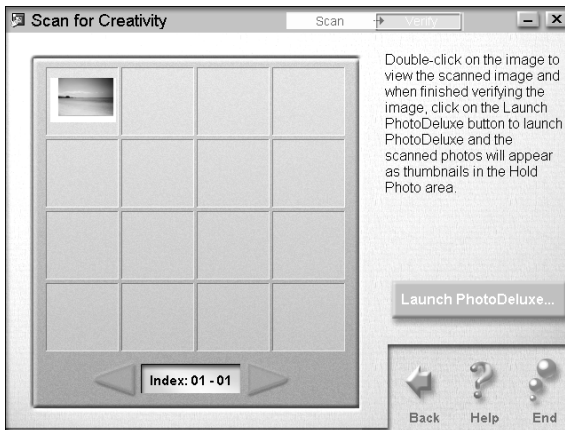 Scan for Creativity
Scan
Verify
Double-click on the image to
view the scanned image and
when finished verifying the
image, click on the Launch
PhotoDeluxe button to launch
PhotoDeluxe and the
scanned photos will appear
as thumbnails in the Hold
Photo area.
Launch PhotoDeluxe...
Index: 01 - 01
Back
Help
End